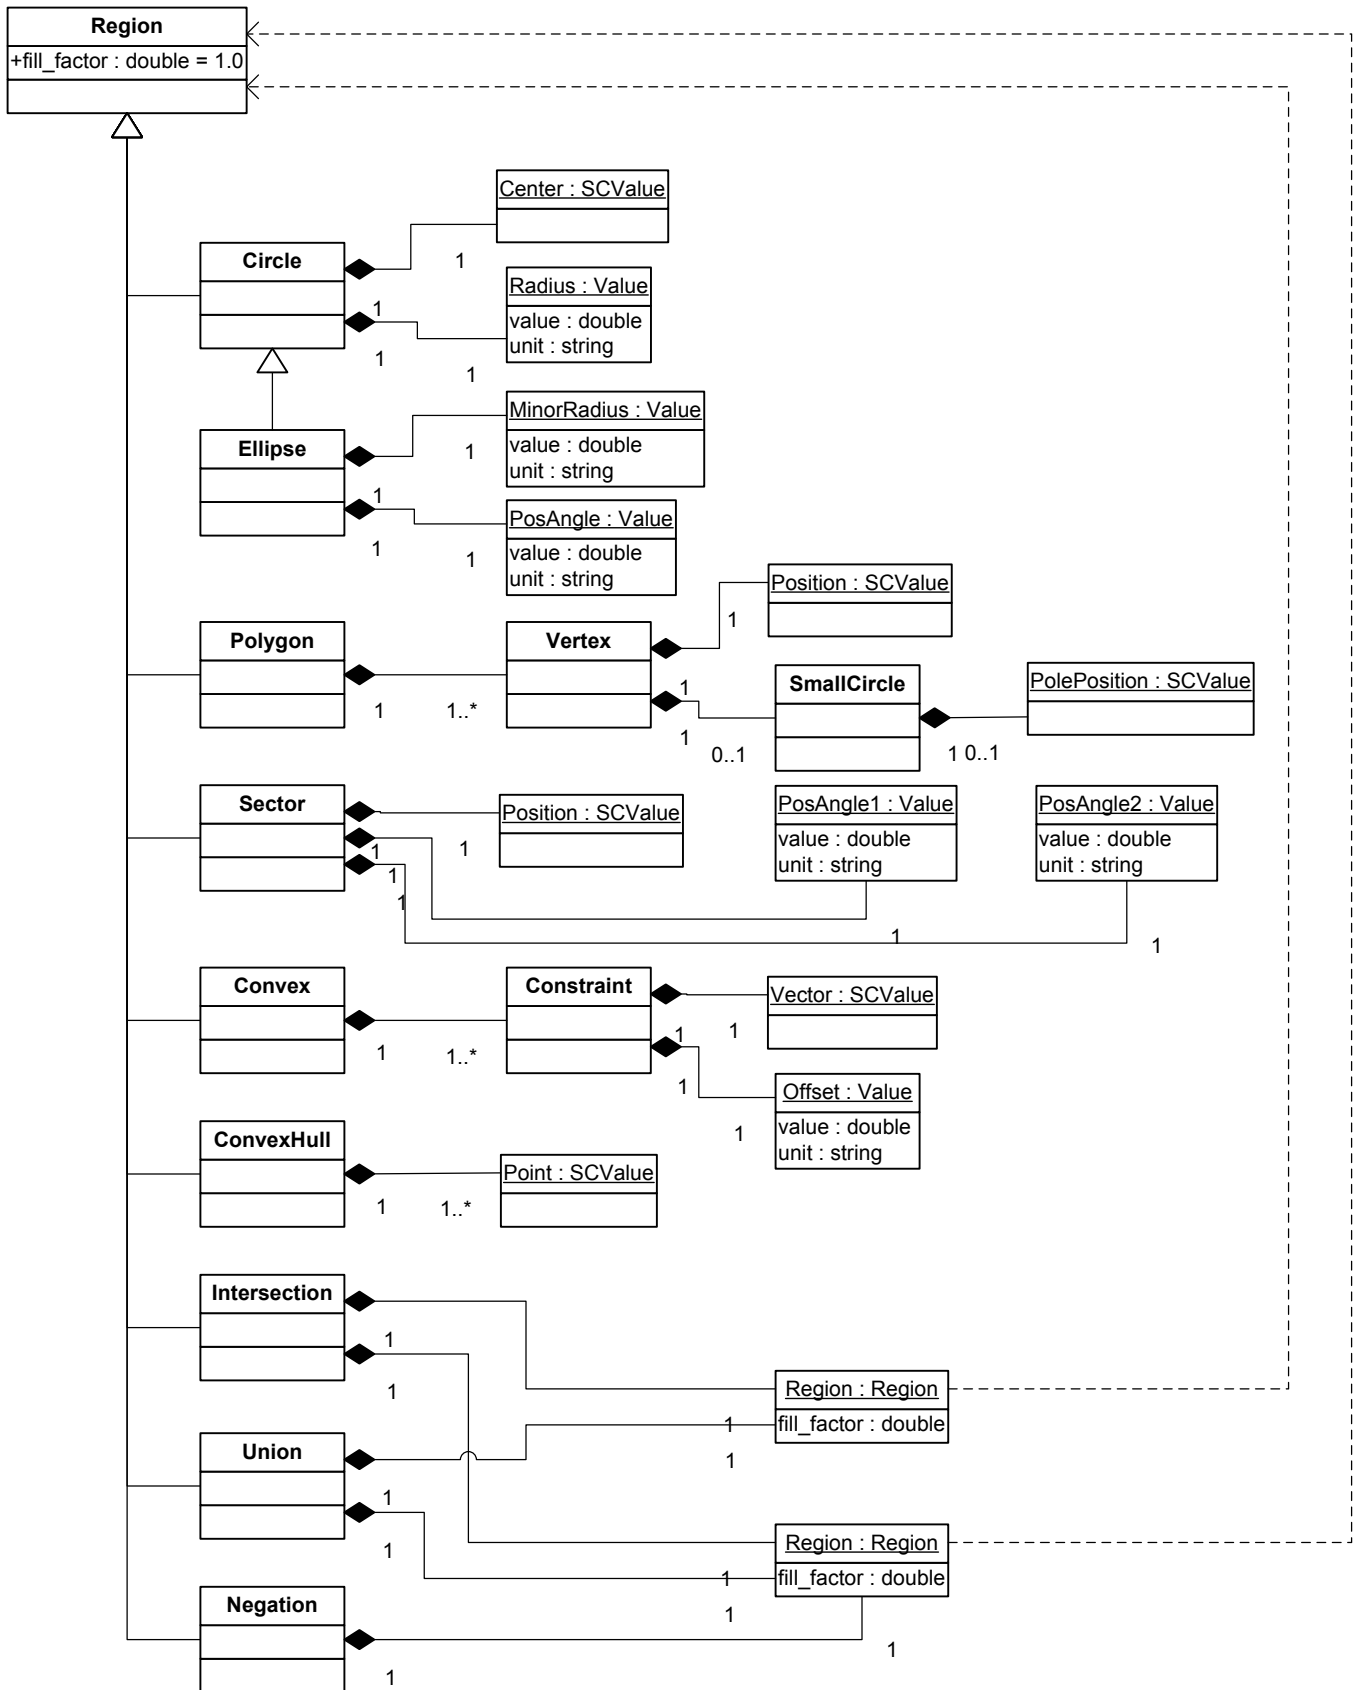 Region
+fill_factor : double = 1.0
Center : SCValue
Circle
1
Radius : Value
1
value : double
unit : string
1
1
MinorRadius : Value
Ellipse
value : double
1
unit : string
1
PosAngle : Value
1
value : double
1
unit : string
Position : SCValue
Polygon
Vertex
1
SmallCircle
PolePosition : SCValue
1
1
1..*
1
0..1
1
0..1
Sector
Position : SCValue
PosAngle1 : Value
PosAngle2 : Value
value : double
unit : string
value : double
unit : string
1
1
1
1
1
1
Convex
Constraint
Vector : SCValue
1
1
1
1..*
1
Offset : Value
value : double
unit : string
1
ConvexHull
Point : SCValue
1
1..*
Intersection
1
1
Region : Region
fill_factor : double
1
1
Union
1
1
Region : Region
fill_factor : double
1
1
Negation
1
1